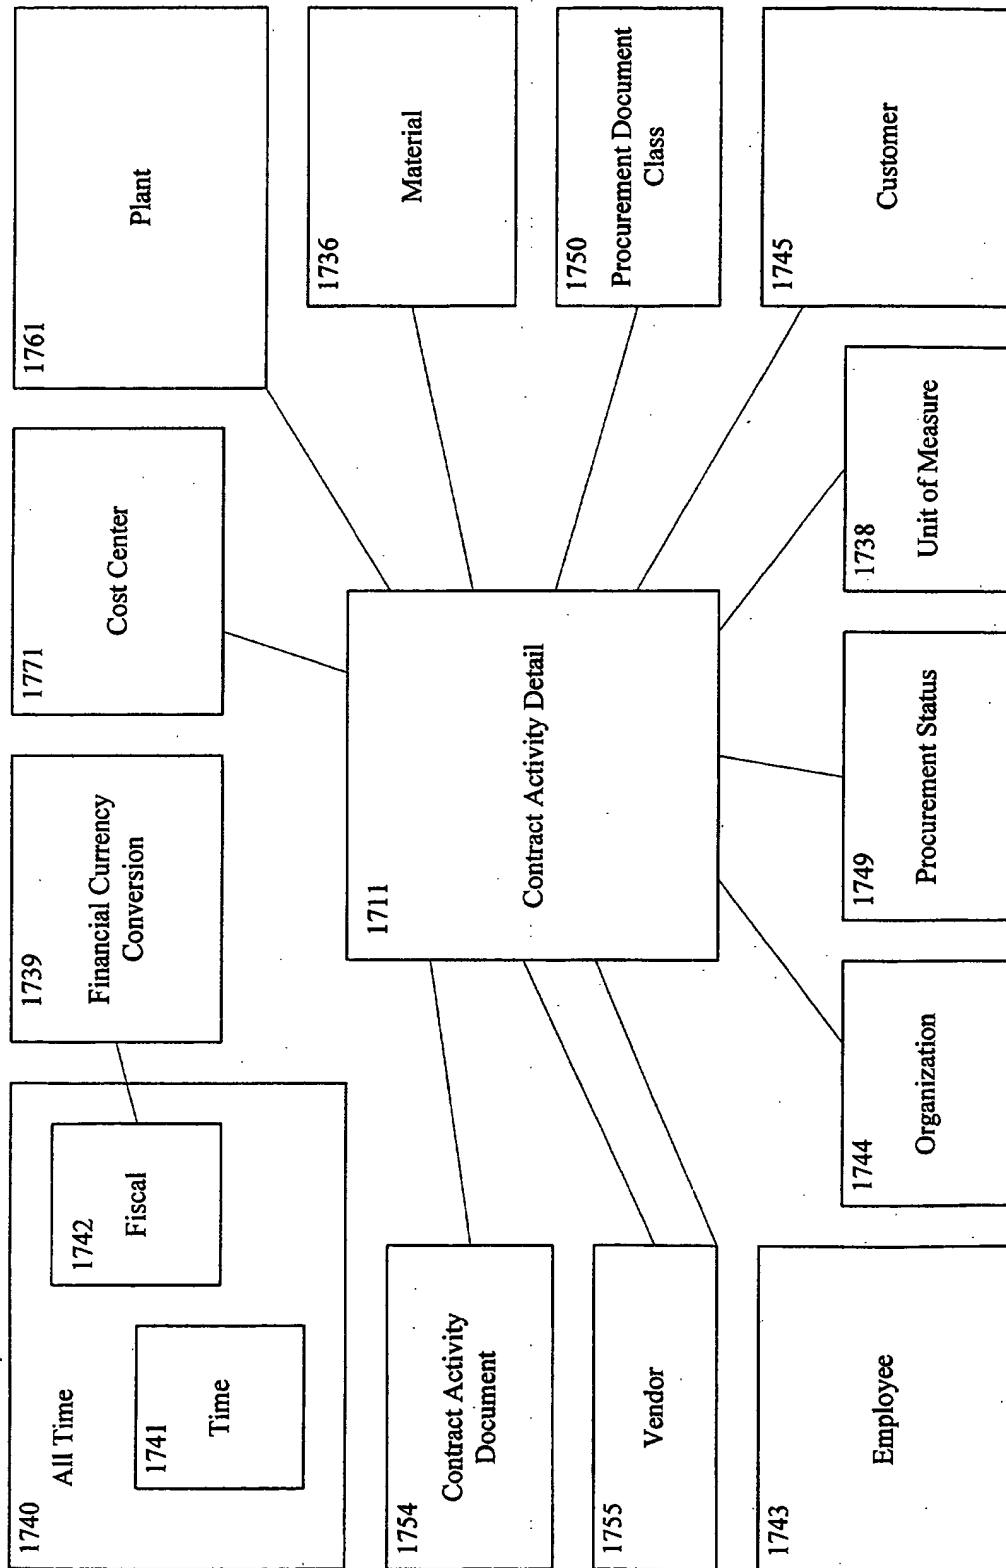 1740
All Time
1742
Fiscal
1741
Time
1739
Financial Currency
Conversion
1771
Cost Center
1761
Plant
1754
Contract Activity
Document
1711
Contract Activity Detail
1736
Material
1755
Vendor
1750
Procurement Document
Class
1743
Employee
1744
Organization
1749
Procurement Status
1738
Unit of Measure
1745
Customer